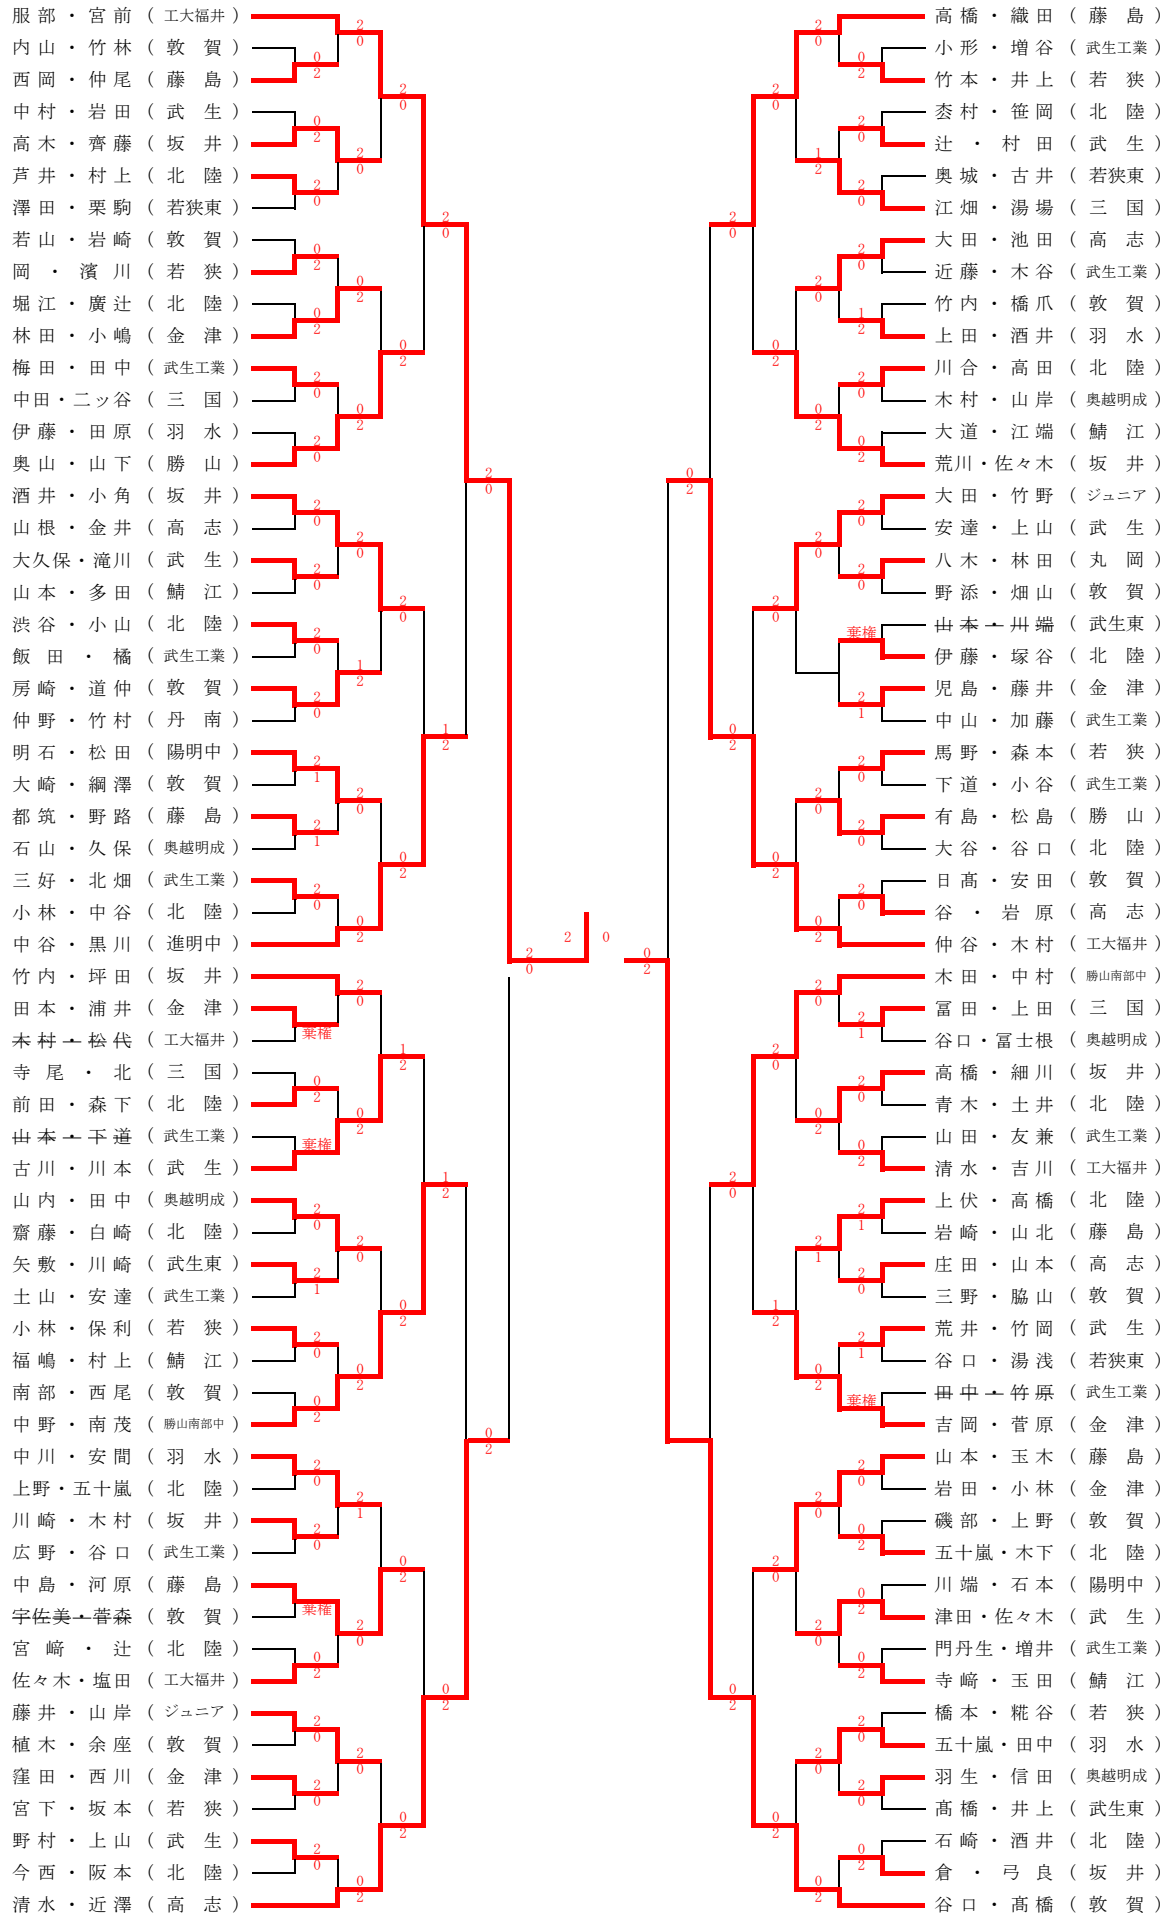 服部・宮前 (工大福井)
内山・竹林 (敦賀)
西岡・仲尾 (藤島)
中村・岩田 (武生)
高木・齊藤 (坂井)
芦井・村上 (北陸)
澤田・栗駒 (若狭東)
若山・岩崎 (敦賀)
岡・濱川 (若狭)
堀江・廣辻 (北陸)
林田・小嶋 (金津)
梅田・田中 (武生工業)
中田・二ッ谷 (三国)
伊藤・田原 (羽水)
奥山・山下 (勝山)
酒井・小角 (坂井)
山根・金井 (高志)
大久保・滝川 (武生)
山本・多田 (鯖江)
渋谷・小山 (北陸)
飯田・橘 (武生工業)
房崎・道仲 (敦賀)
仲野・竹村 (丹南)
明石・松田 (陽明中)
大崎・綱澤 (敦賀)
都筑・野路 (藤島)
石山・久保 (奥越明成)
三好・北畑 (武生工業)
小林・中谷 (北陸)
中谷・黒川 (進明中)
竹内・坪田 (坂井)
田本・浦井 (金津)
木村・松代 (工大福井)
棄権
寺尾・北 (三国)
前田・森下 (北陸)
山本・下道 (武生工業)
棄権
古川・川本 (武生)
山内・田中 (奥越明成)
齋藤・白崎 (北陸)
矢敷・川崎 (武生東)
土山・安達 (武生工業)
小林・保利 (若狭)
福嶋・村上 (鯖江)
南部・西尾 (敦賀)
中野・南茂 (勝山南部中)
中川・安間 (羽水)
上野・五十嵐 (北陸)
川崎・木村 (坂井)
広野・谷口 (武生工業)
中島・河原 (藤島)
棄権
宇佐美・菅森 (敦賀)
宮﨑・辻 (北陸)
佐々木・塩田 (工大福井)
藤井・山岸 (ジュニア)
植木・余座 (敦賀)
窪田・西川 (金津)
宮下・坂本 (若狭)
野村・上山 (武生)
今西・阪本 (北陸)
清水・近澤 (高志)
2 0
高橋・織田 (藤島)
小形・増谷 (武生工業)
竹本・井上 (若狭)
枩村・笹岡 (北陸)
辻・村田 (武生)
奥城・古井 (若狭東)
江畑・湯場 (三国)
大田・池田 (高志)
近藤・木谷 (武生工業)
竹内・橋爪 (敦賀)
上田・酒井 (羽水)
川合・高田 (北陸)
木村・山岸 (奥越明成)
大道・江端 (鯖江)
荒川・佐々木 (坂井)
大田・竹野 (ジュニア)
安達・上山 (武生)
八木・林田 (丸岡)
野添・畑山 (敦賀)
山本・川端 (武生東)
棄権
伊藤・塚谷 (北陸)
児島・藤井 (金津)
中山・加藤 (武生工業)
馬野・森本 (若狭)
下道・小谷 (武生工業)
有島・松島 (勝山)
大谷・谷口 (北陸)
日髙・安田 (敦賀)
谷・岩原 (高志)
仲谷・木村 (工大福井)
木田・中村 (勝山南部中)
冨田・上田 (三国)
谷口・冨士根 (奥越明成)
高橋・細川 (坂井)
青木・土井 (北陸)
山田・友兼 (武生工業)
清水・吉川 (工大福井)
上伏・高橋 (北陸)
岩崎・山北 (藤島)
庄田・山本 (高志)
三野・脇山 (敦賀)
荒井・竹岡 (武生)
谷口・湯浅 (若狭東)
田中・竹原 (武生工業)
棄権
吉岡・菅原 (金津)
山本・玉木 (藤島)
岩田・小林 (金津)
磯部・上野 (敦賀)
五十嵐・木下 (北陸)
川端・石本 (陽明中)
津田・佐々木 (武生)
門丹生・増井 (武生工業)
寺﨑・玉田 (鯖江)
橋本・糀谷 (若狭)
五十嵐・田中 (羽水)
羽生・信田 (奥越明成)
髙橋・井上 (武生東)
石崎・酒井 (北陸)
倉・弓良 (坂井)
谷口・髙橋 (敦賀)